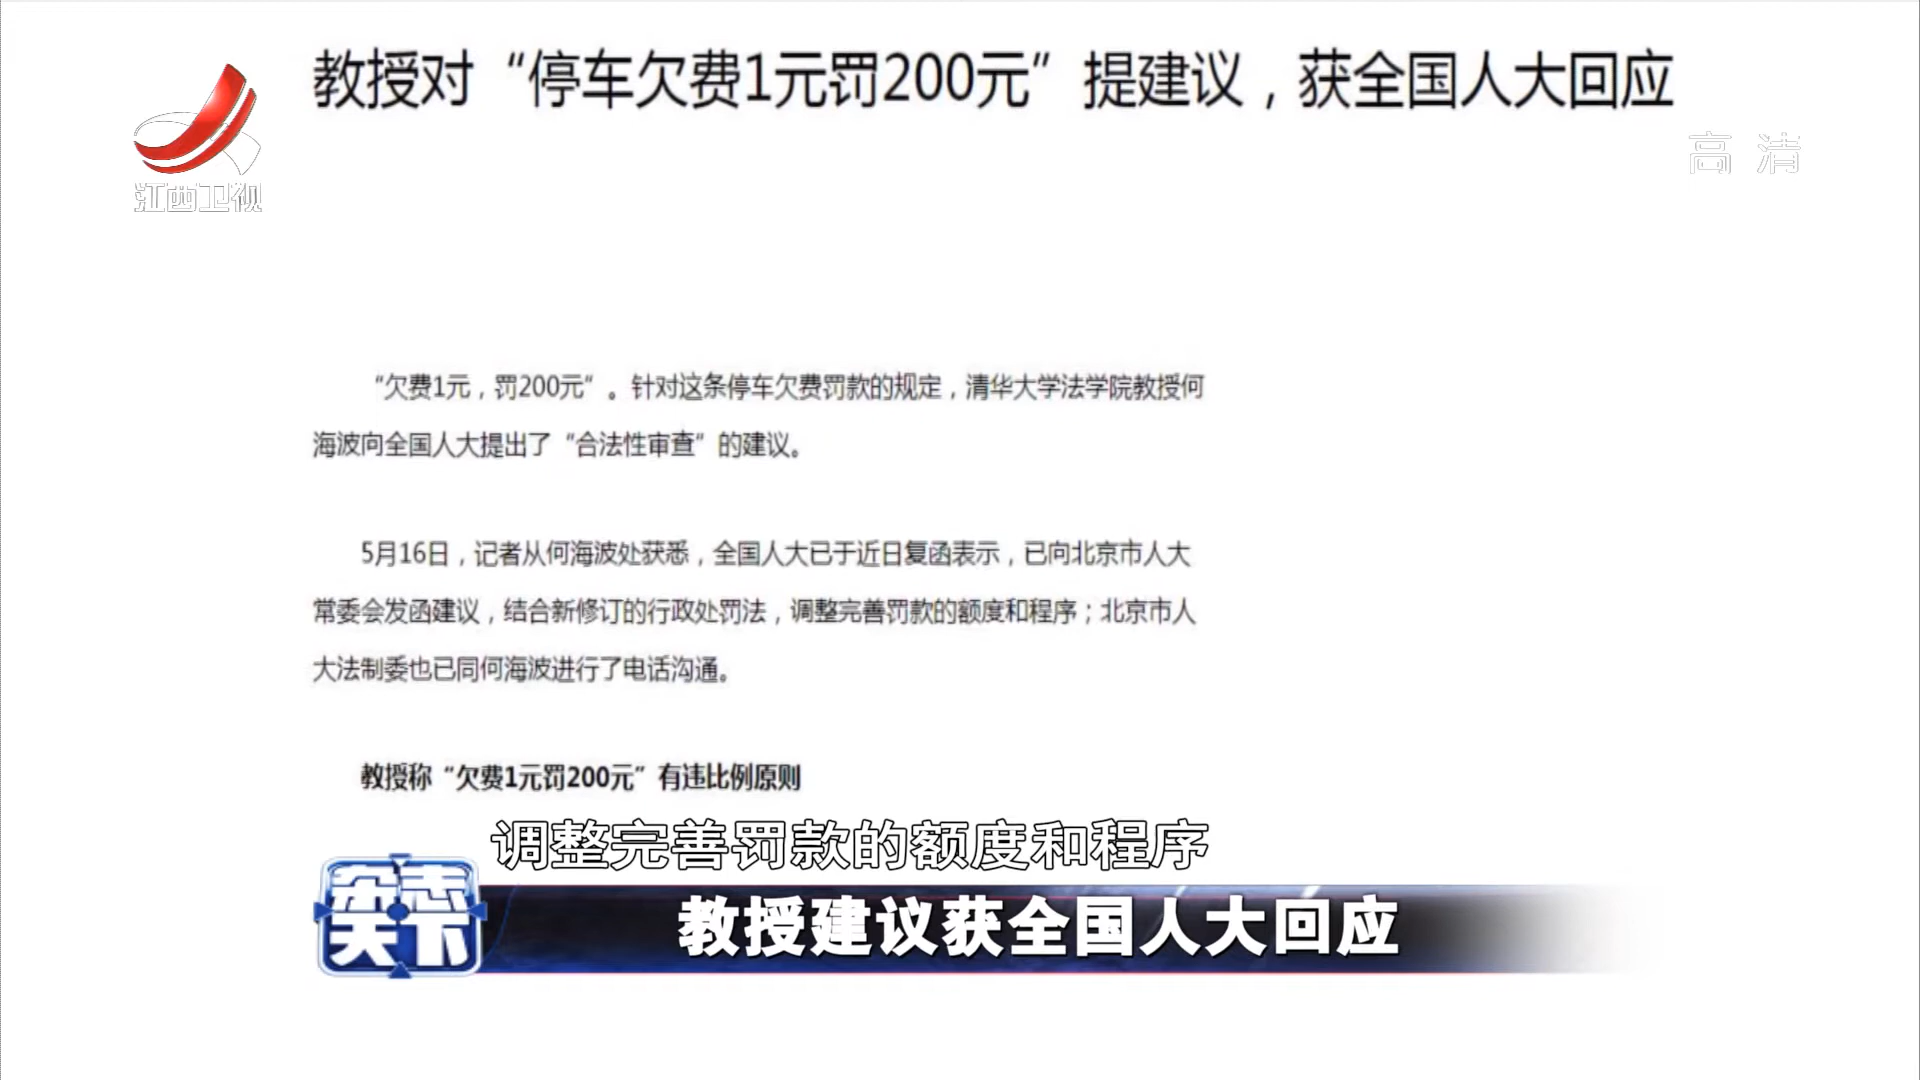 教授对“停车欠费1元罚200元”提建议，获全国人大回应
江西卫视
高清
“欠费1元，罚200元”。针对这条停车欠费罚款的规定，清华大学法学院教授何
海波向全国人大提出了“合法性审查”的建议。
5月16日，记者从何海波处获悉，全国人大已于近日复函表示，已向北京市人大
常委会发函建议，结合新修订的行政处罚法，调整完善罚款的额度和程序；北京市人
大法制委也已同何海波进行了电话沟通。
教授称“欠费1元罚200元”有违比例原则
调整完善罚款的额度和程序
杂志
天下
教授建议获全国人大回应